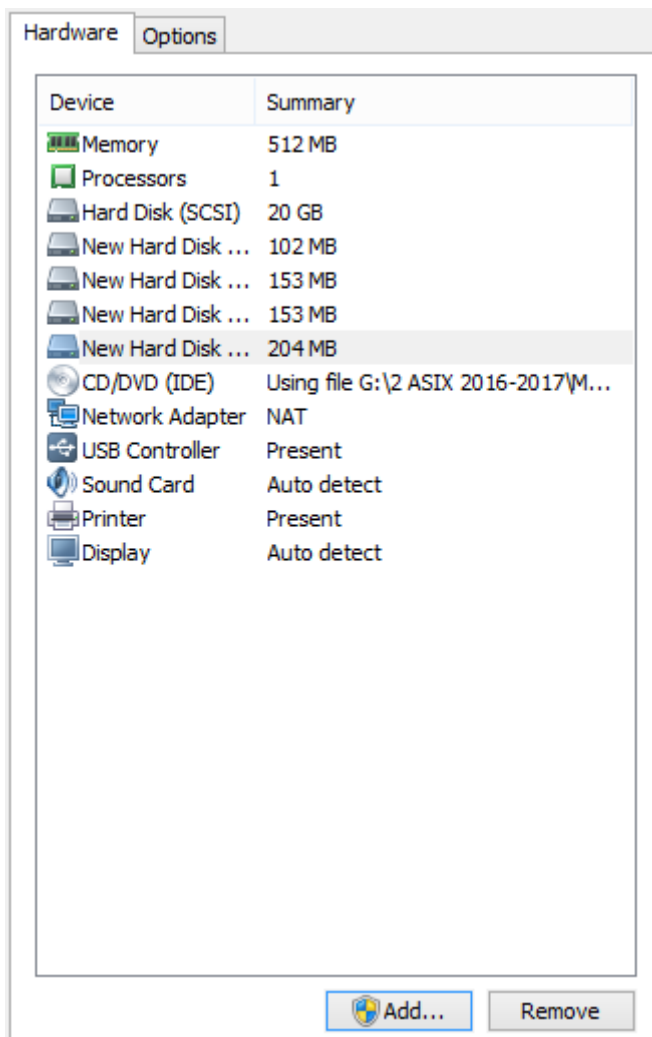 Hardware Options
Device Summary
Memory 512 MB
Processors 1
Hard Disk (SCSI) 20 GB
New Hard Disk ... 102 MB
New Hard Disk ... 153 MB
New Hard Disk ... 153 MB
New Hard Disk ... 204 MB
CD/DVD (IDE) Using file G:\2 ASIX 2016-2017\M...
Network Adapter NAT
USB Controller Present
Sound Card Auto detect
Printer Present
Display Auto detect
Add... Remove